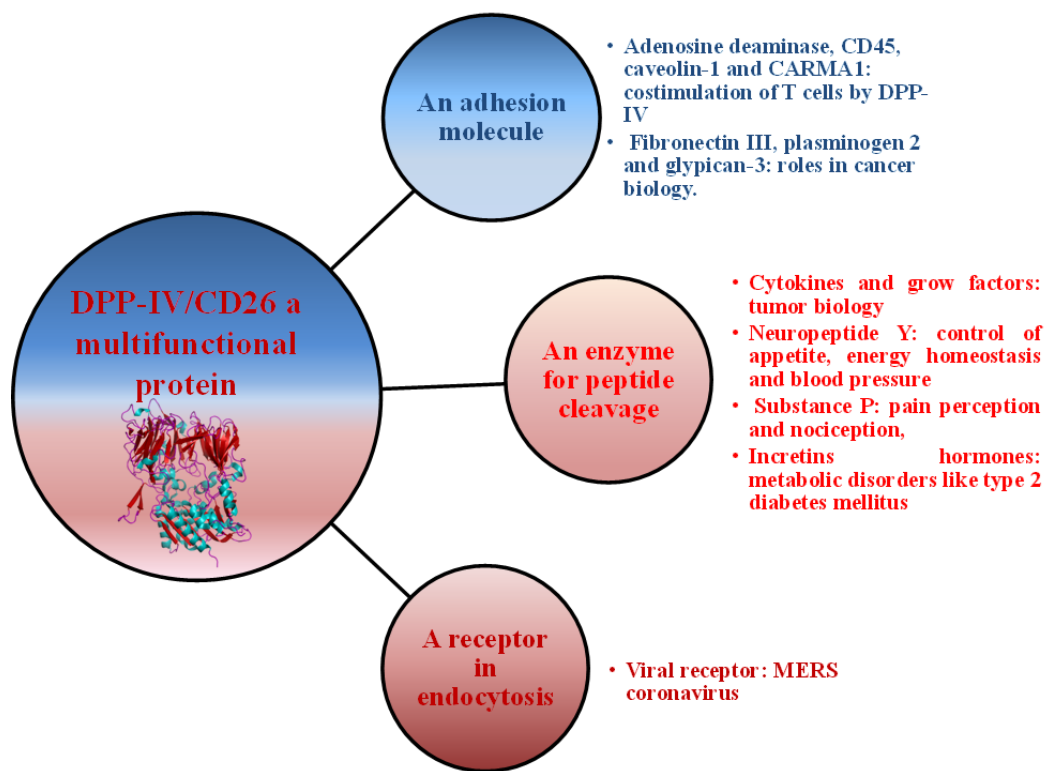 An adhesion
molecule
• Adenosine deaminase, CD45,
caveolin-1 and CARMA1:
costimulation of T cells by DPP-
IV
• Fibronectin III, plasminogen 2
and glypican-3: roles in cancer
biology.
DPP-IV/CD26 a
multifunctional
protein
An enzyme
for peptide
cleavage
• Cytokines and grow factors:
tumor biology
• Neuropeptide Y: control of
appetite, energy homeostasis
and blood pressure
• Substance P: pain perception
and nociception,
• Incretins hormones:
metabolic disorders like type 2
diabetes mellitus
A receptor
in
endocytosis
• Viral receptor: MERS
coronavirus